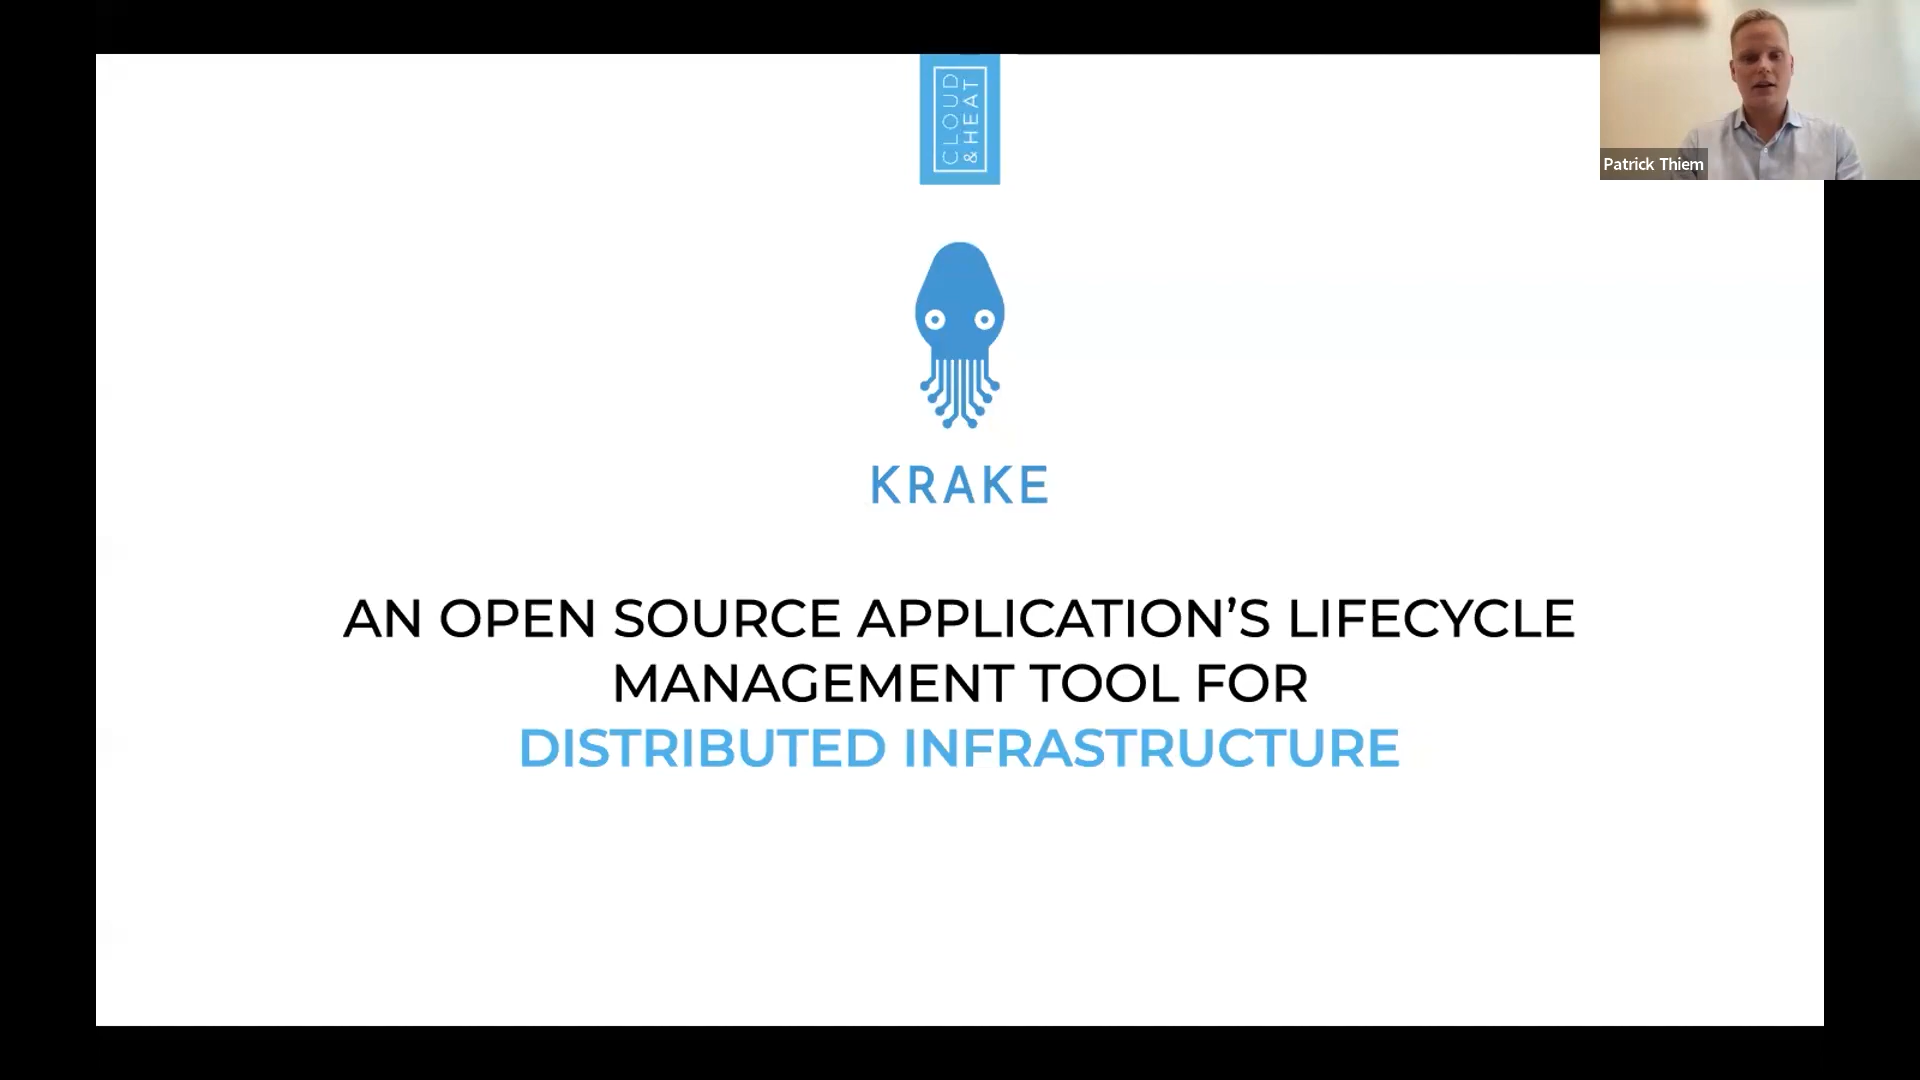 CLOUD
& HEAT
Patrick Thiem
KRAKE
AN OPEN SOURCE APPLICATION’S LIFECYCLE
MANAGEMENT TOOL FOR
DISTRIBUTED INFRASTRUCTURE